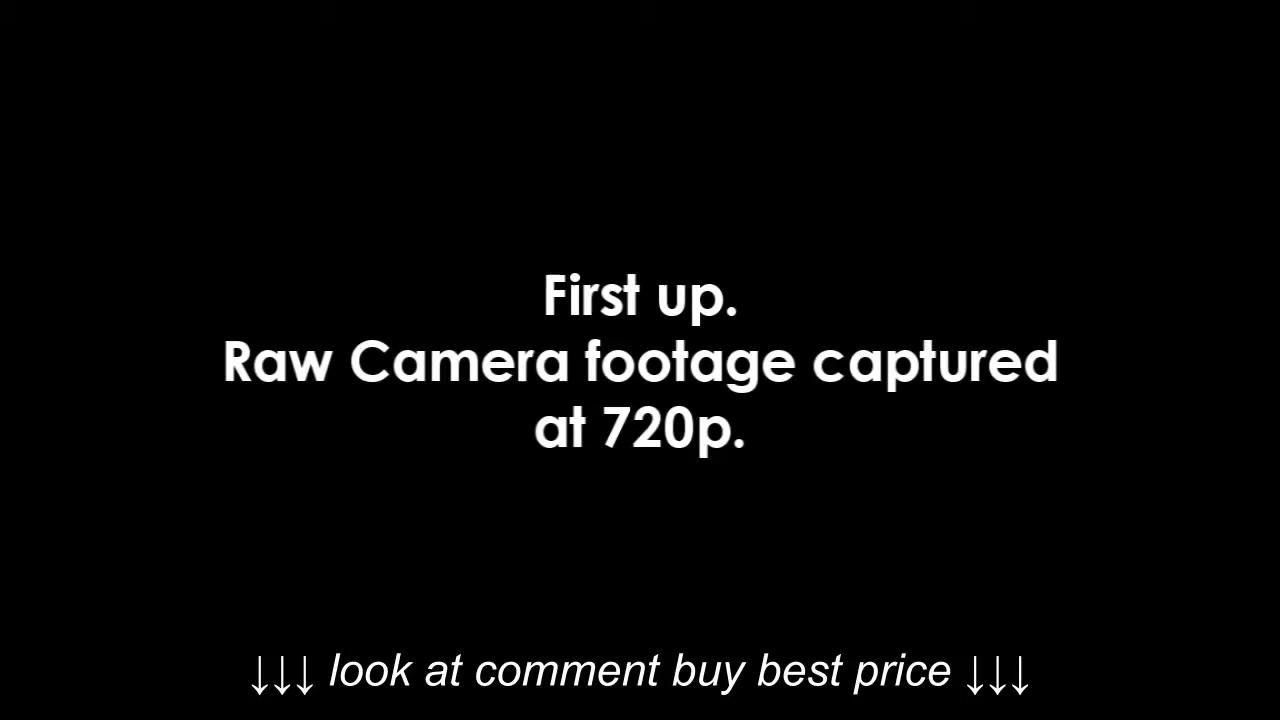 First up.
Raw Camera footage captured
at 720p.
↓↓↓ look at comment buy best price ↓↓↓